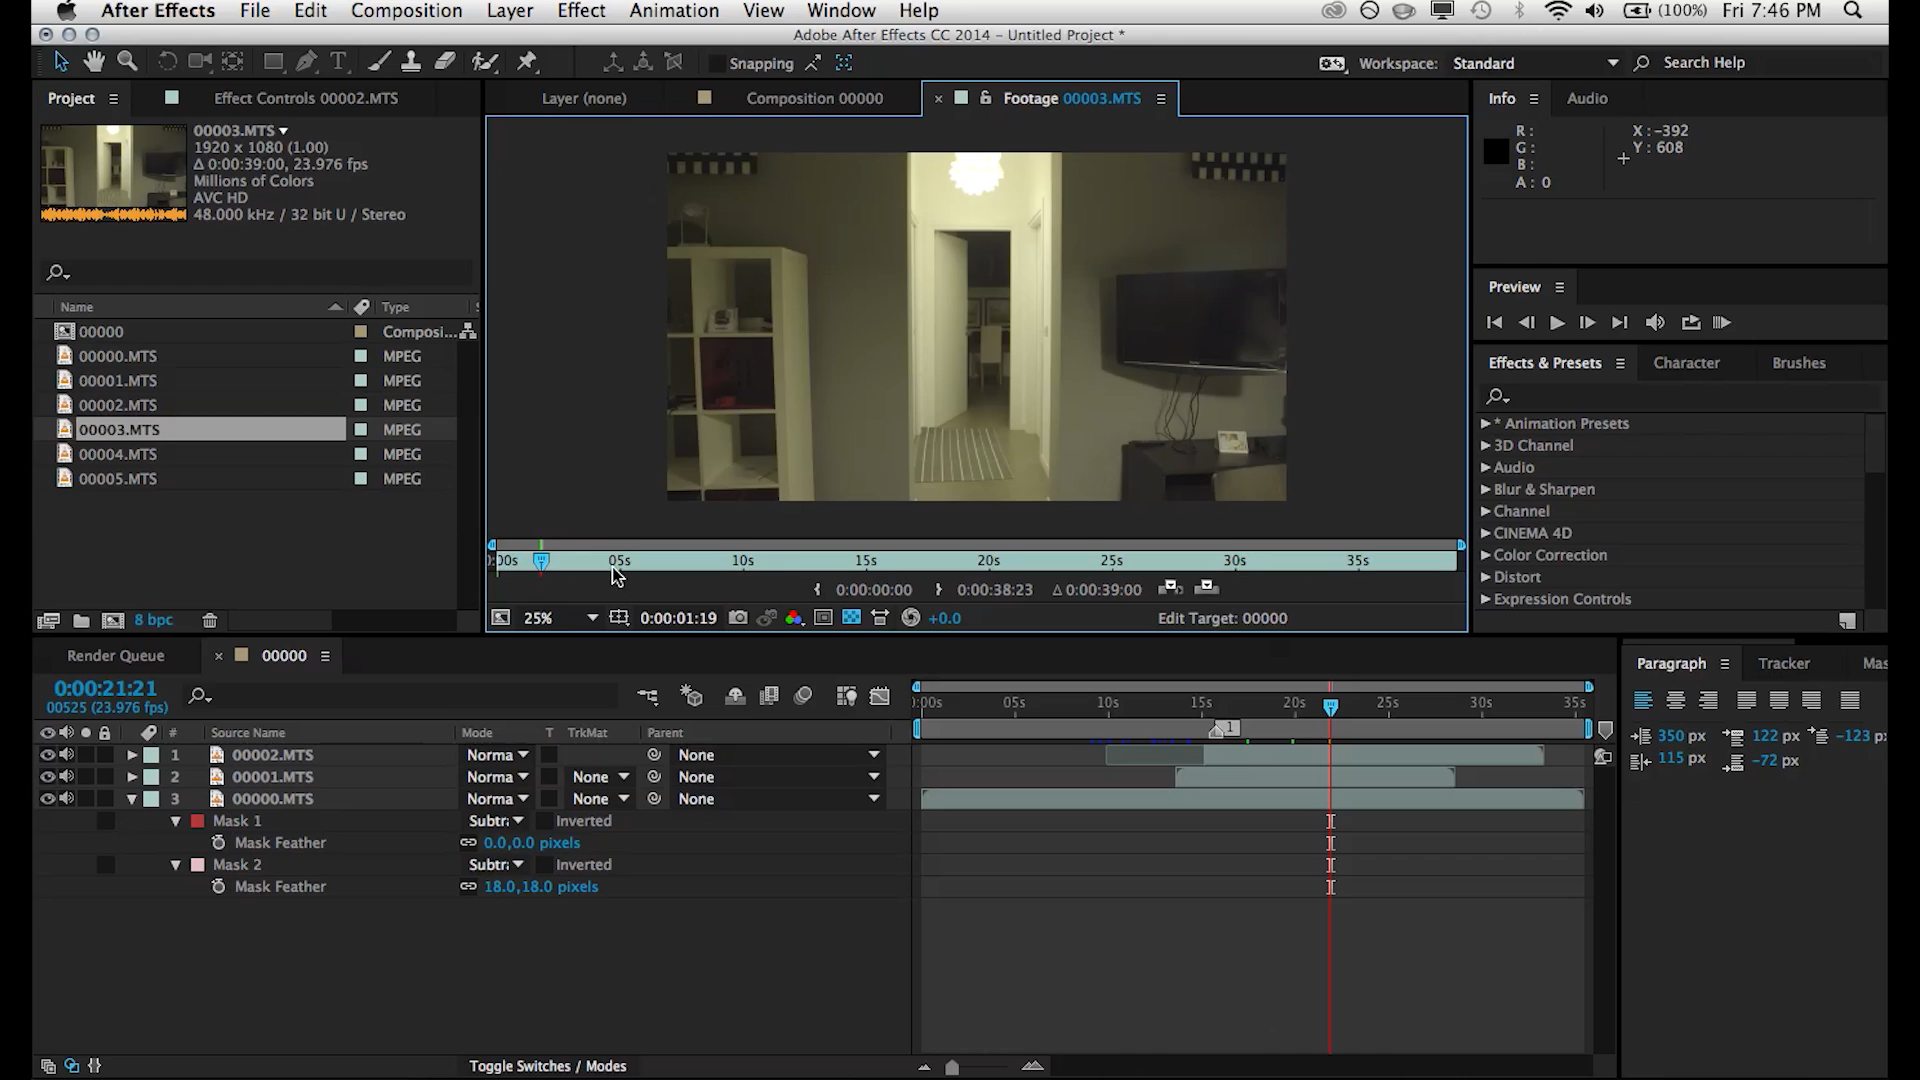 After Effects File Edit Composition Layer Effect Animation View Window Help (100%) Fri 7:46 PM
Adobe After Effects CC 2014 – Untitled Project *
T Snapping Workspace: Standard Search Help
Project Effect Controls 00002.MTS Layer (none) Composition 00000 × Footage 00003.MTS Info Audio
00003.MTS
1920 x 1080 (1.00)
Δ 0:00:39:00, 23.976 fps
Millions of Colors
AVC HD
48.000 kHz / 32 bit U / Stereo
R:
G:
B:
A: 0
X: -392
Y: 608
Preview
Name Type
00000 Composi...
00000.MTS MPEG
00001.MTS MPEG
00002.MTS MPEG
00003.MTS MPEG
00004.MTS MPEG
00005.MTS MPEG
Effects & Presets Character Brushes
* Animation Presets
3D Channel
Audio
Blur & Sharpen
Channel
CINEMA 4D
Color Correction
Distort
Expression Controls
:00s 05s 10s 15s 20s 25s 30s 35s
0:00:00:00 0:00:38:23 Δ 0:00:39:00
25% 0:00:01:19 +0.0 Edit Target: 00000
8 bpc
Render Queue × 00000
0:00:21:21
00525 (23.976 fps)
:00s 05s 10s 15s 20s 25s 30s 35s
1
# Source Name Mode T TrkMat Parent
1 00002.MTS Norma None
2 00001.MTS Norma None None
3 00000.MTS Norma None None
Mask 1 Subtr Inverted
Mask Feather 0.0,0.0 pixels
Mask 2 Subtr Inverted
Mask Feather 18.0,18.0 pixels
Toggle Switches / Modes
Paragraph Tracker Mas
350 px 122 px -123 p
115 px -72 px